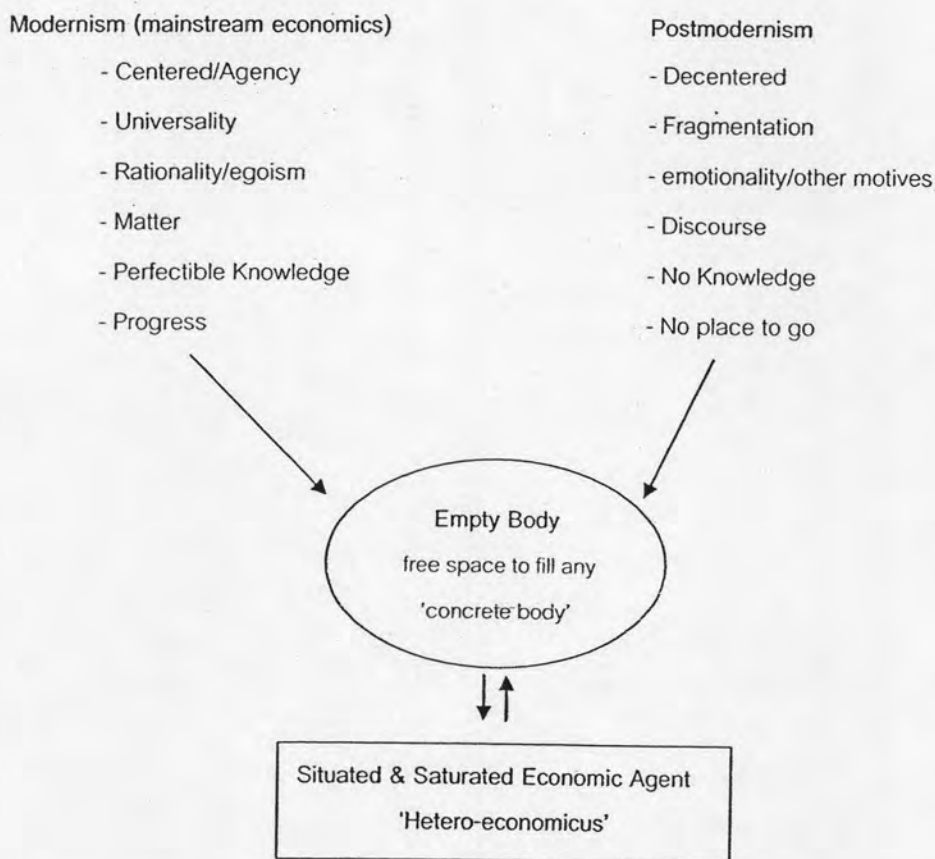 Modernism (mainstream economics)
- Centered/Agency
- Universality
- Rationality/egoism
- Matter
- Perfectible Knowledge
- Progress
Postmodernism
- Decentered
- Fragmentation
- emotionality/other motives
- Discourse
- No Knowledge
- No place to go
Empty Body
free space to fill any
'concrete body'
Situated & Saturated Economic Agent
'Hetero-economicus'